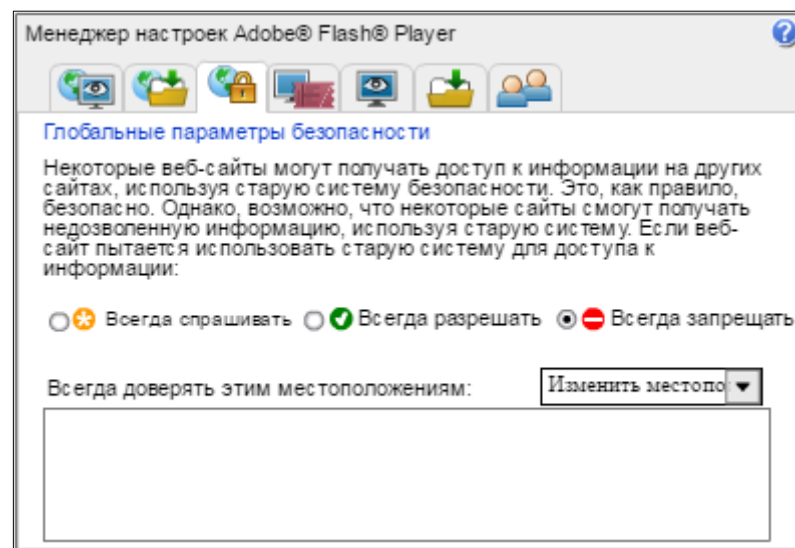 Менеджер настроек Adobe® Flash® Player
?
Глобальные параметры безопасности
Некоторые веб-сайты могут получать доступ к информации на других
сайтах, используя старую систему безопасности. Это, как правило,
безопасно. Однако, возможно, что некоторые сайты смогут получать
недозволенную информацию, используя старую систему. Если веб-
сайт пытается использовать старую систему для доступа к
информации:
Всегда спрашивать Всегда разрешать Всегда запрещать
Всегда доверять этим местоположениям: Изменить местопо